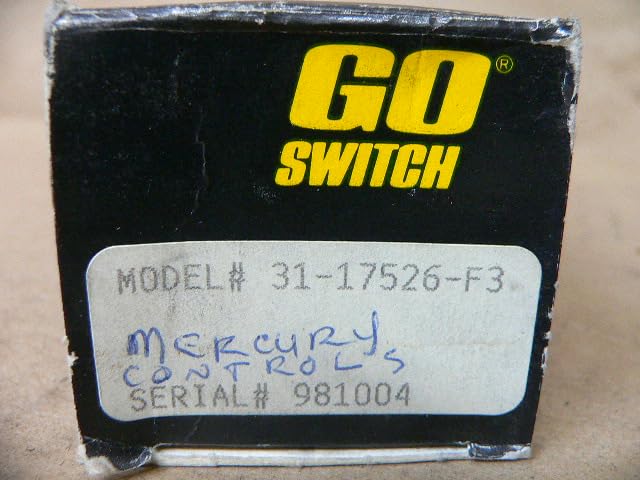 GO®
SWITCH
MODEL# 31-17526-F3
MERCURY
CONTROLS
SERIAL# 981004